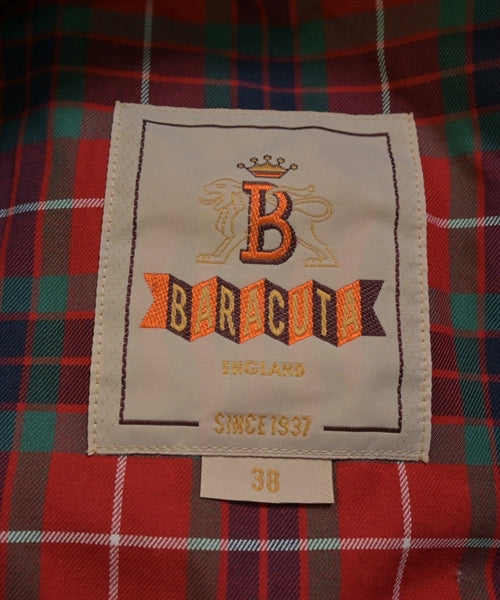 B
BARACUTA
ENGLAND
SINCE 1937
38